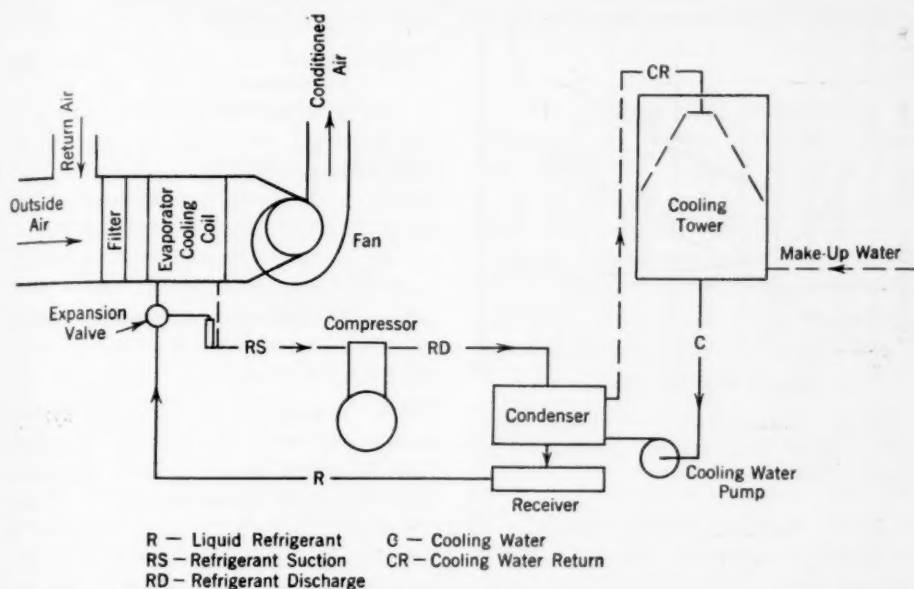 Conditioned
Air
CR
Return Air
Outside
Air
Filter
Evaporator
Cooling
Coil
Fan
Cooling
Tower
Make-Up Water
Expansion
Valve
Compressor
RS
RD
C
Condenser
R
Receiver
Cooling Water
Pump
R — Liquid Refrigerant
C — Cooling Water
RS — Refrigerant Suction
CR — Cooling Water Return
RD — Refrigerant Discharge